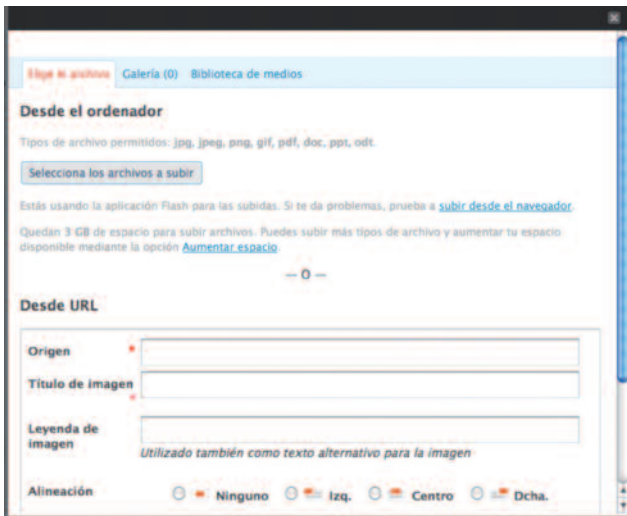 Elige el archivo Galería (0) Biblioteca de medios
Desde el ordenador
Tipos de archivo permitidos: jpg, jpeg, png, gif, pdf, doc, ppt, odt.
Selecciona los archivos a subir
Estás usando la aplicación Flash para las subidas. Si te da problemas, prueba a subir desde el navegador.
Quedan 3 GB de espacio para subir archivos. Puedes subir más tipos de archivo y aumentar tu espacio
disponible mediante la opción Aumentar espacio.
— O —
Desde URL
Origen *
Título de imagen
*
Leyenda de
imagen
Utilizado también como texto alternativo para la imagen
Alineación Ninguno Izq. Centro Dcha.